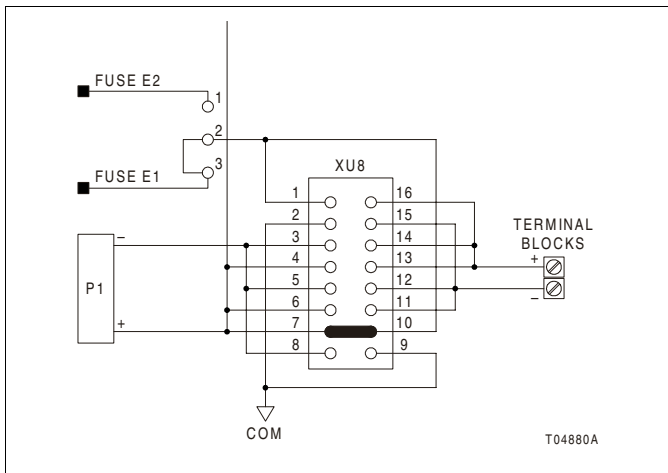 FUSE E2
1
2
3
FUSE E1
XU8
1 16
2 15
3 14
4 13
5 12
6 11
7 10
8 9
P1
–
+
TERMINAL
BLOCKS
+
–
COM
T04880A